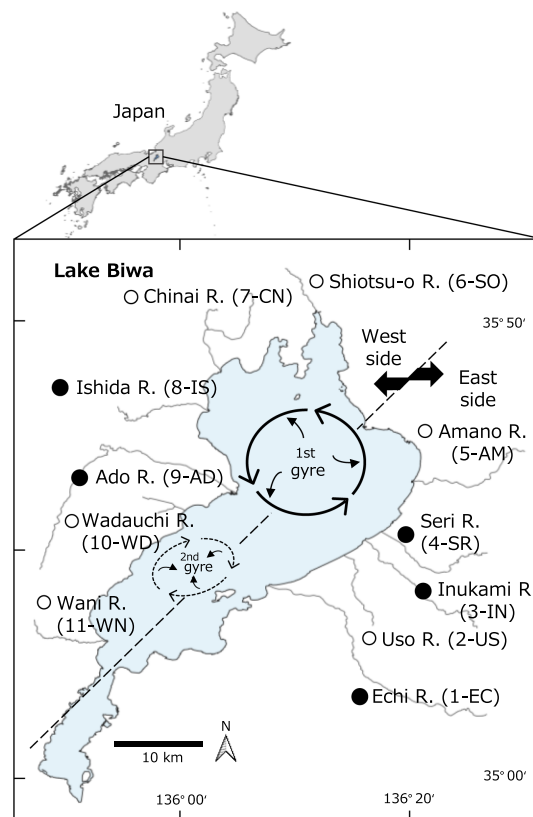 Japan
Lake Biwa
Shiotsu-o R. (6-SO)
Chinai R. (7-CN)
35°50′
West
side
East
side
Ishida R. (8-IS)
Amano R.
(5-AM)
1st
gyre
Ado R. (9-AD)
Wadauchi R.
(10-WD)
Seri R.
(4-SR)
2nd
gyre
Inukami R.
(3-IN)
Wani R.
(11-WN)
Uso R. (2-US)
Echi R. (1-EC)
N
10 km
35°00′
136°00′
136°20′